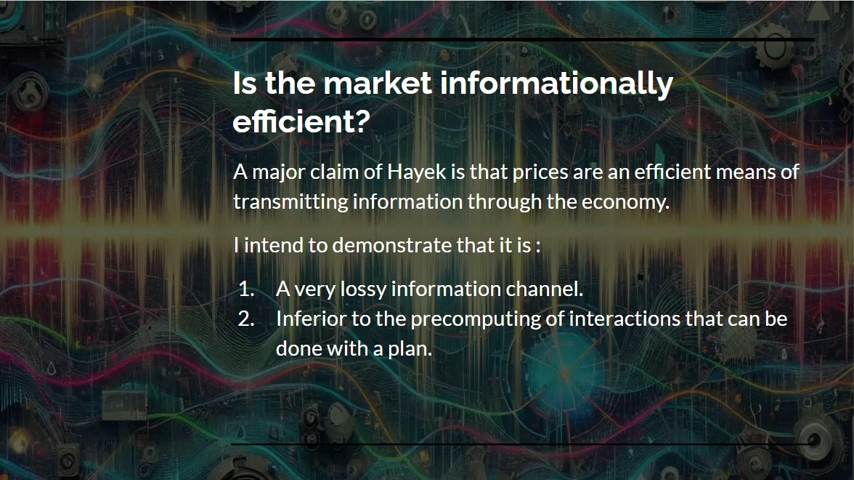 Is the market informationally
efficient?
A major claim of Hayek is that prices are an efficient means of
transmitting information through the economy.
I intend to demonstrate that it is :
1. A very lossy information channel.
2. Inferior to the precomputing of interactions that can be
done with a plan.